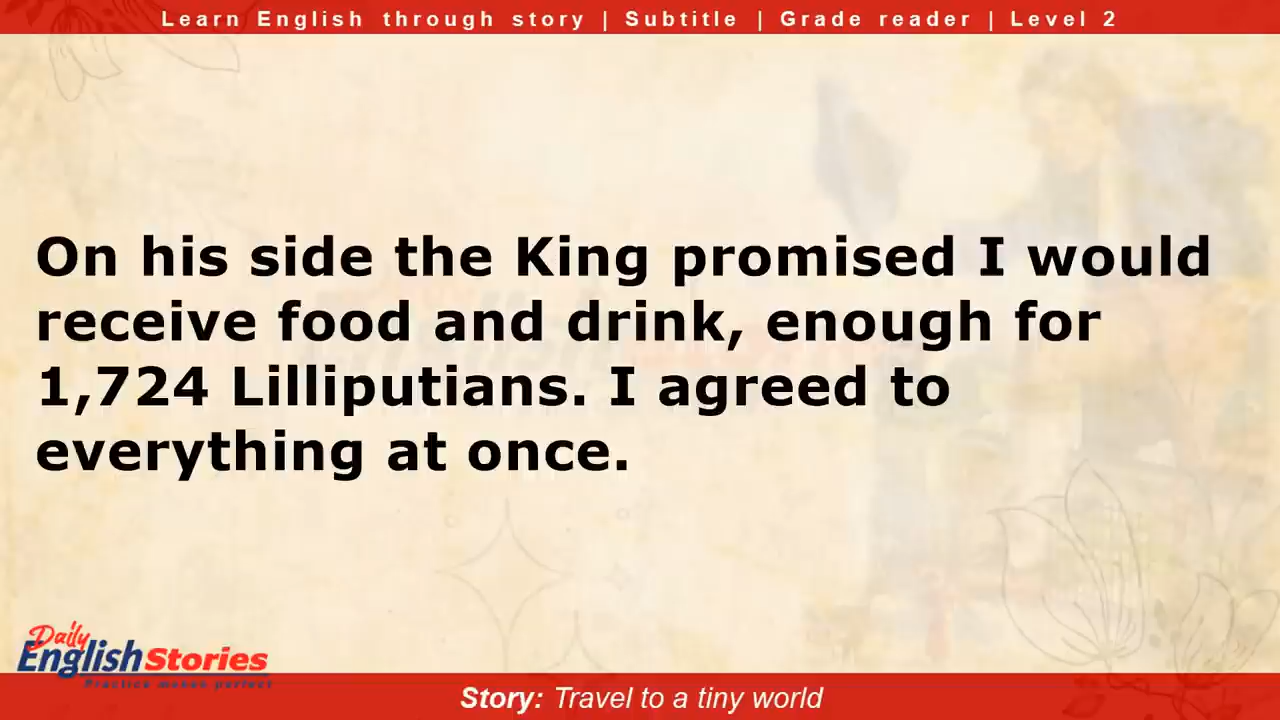 Learn English through story | Subtitle | Grade reader | Level 2
On his side the King promised I would
receive food and drink, enough for
1,724 Lilliputians. I agreed to
everything at once.
Daily
EnglishStories
Practice makes perfect
Story: Travel to a tiny world